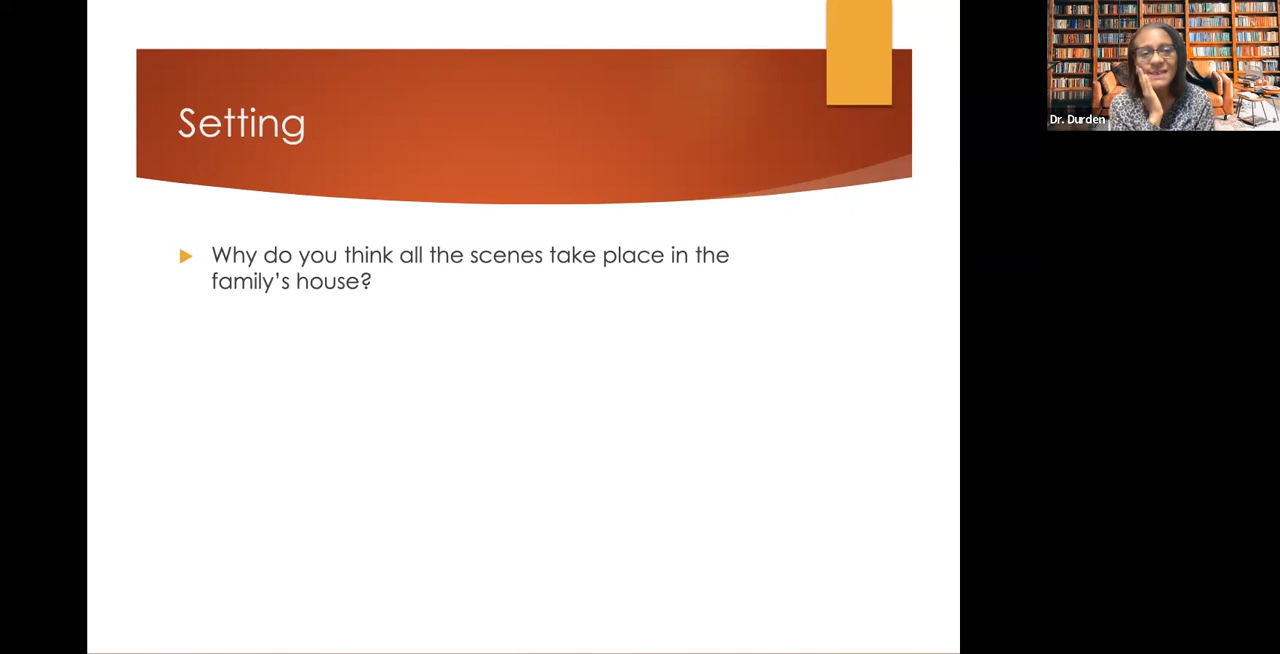 Setting
Why do you think all the scenes take place in the
family’s house?
Dr. Durden